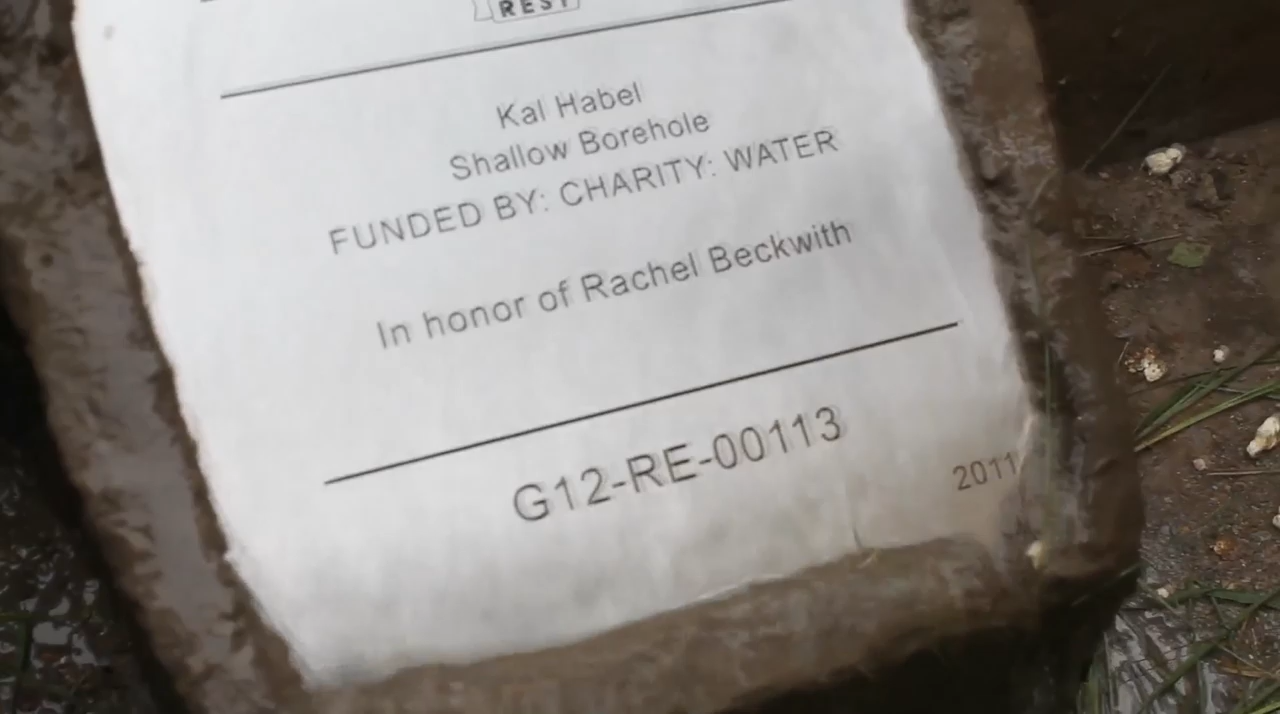 REST
Kal Habel
Shallow Borehole
FUNDED BY: CHARITY: WATER
In honor of Rachel Beckwith
G12-RE-00113
2011